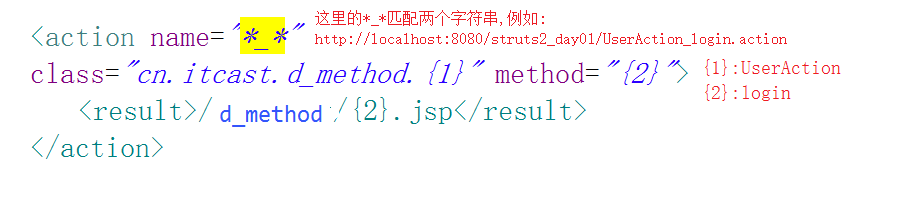 <action name="*_*" 这里的*_*匹配两个字符串,例如:
http://localhost:8080/struts2_day01/UserAction_login.action
class="cn.itcast.d_method.{1}" method="{2}"> {1}:UserAction
{2}:login
<result>/ d_method /{2}.jsp</result>
</action>